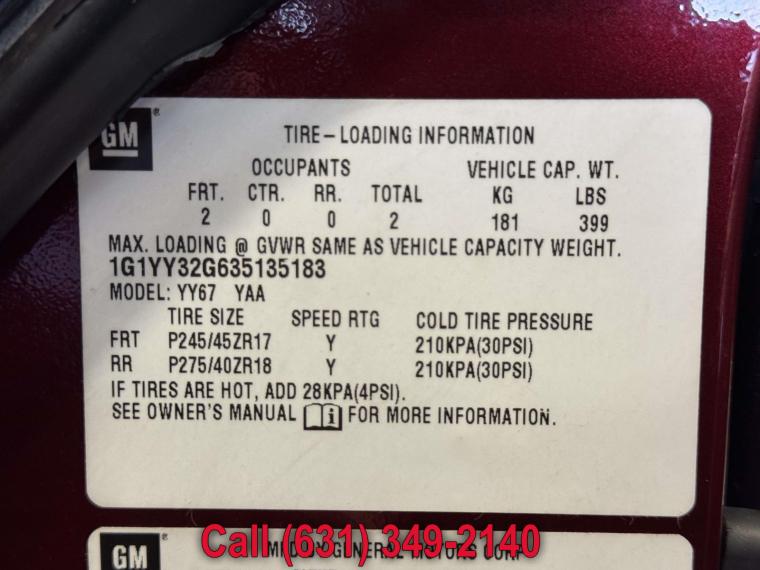 GM ®
TIRE-LOADING INFORMATION
OCCUPANTS VEHICLE CAP. WT.
FRT. CTR. RR. TOTAL KG LBS
2 0 0 2 181 399
MAX. LOADING @ GVWR SAME AS VEHICLE CAPACITY WEIGHT.
1G1YY32G635135183
MODEL: YY67 YAA
TIRE SIZE SPEED RTG COLD TIRE PRESSURE
FRT P245/45ZR17 Y 210KPA(30PSI)
RR P275/40ZR18 Y 210KPA(30PSI)
IF TIRES ARE HOT, ADD 28KPA(4PSI).
SEE OWNER'S MANUAL i FOR MORE INFORMATION.
GM ®
GENERAL MOTORS CORP
Call (631) 349-2140